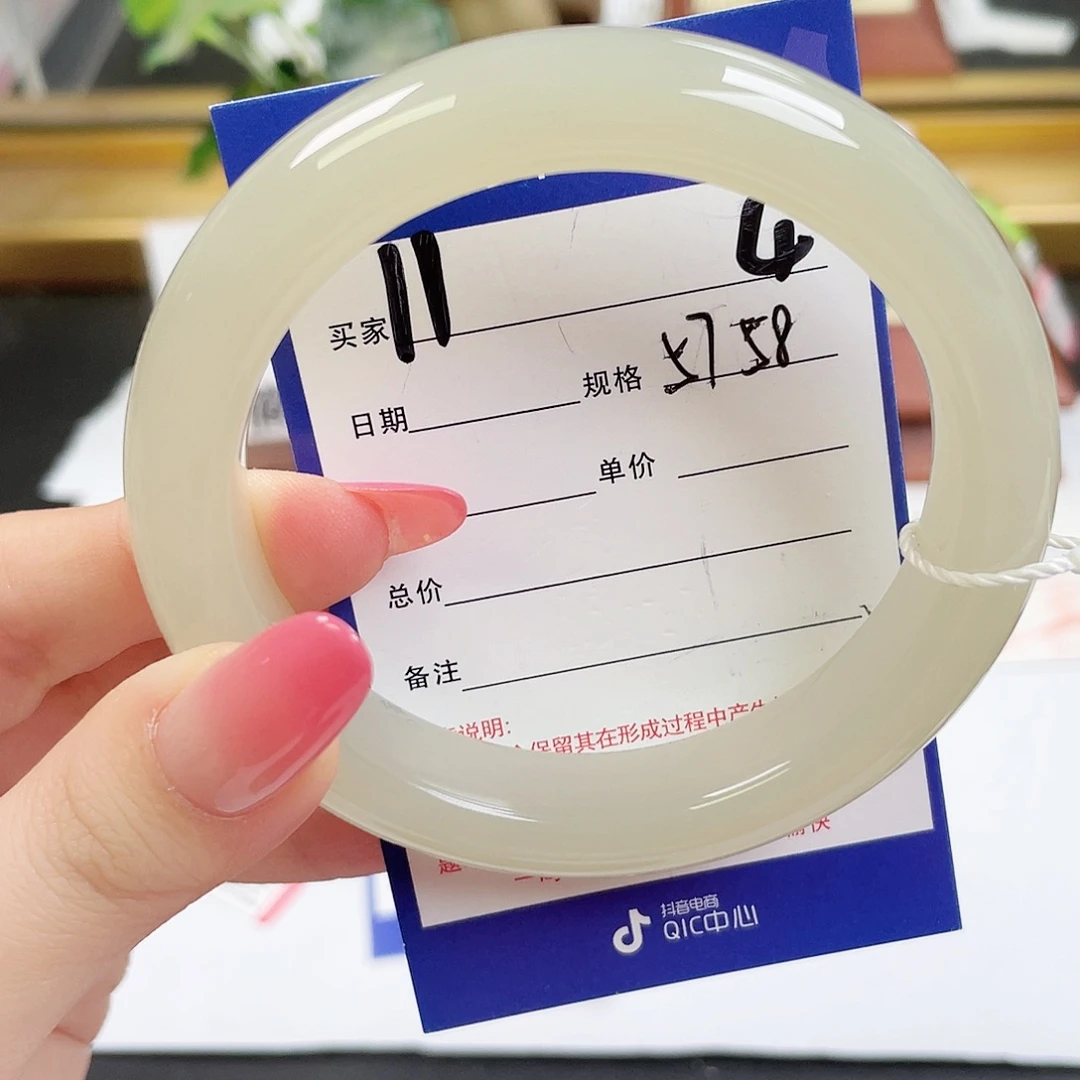 买家 11 4
日期 规格 57 58
单价
总价
备注
说明:
保留其在形成过程中产生
题
抖音电商
QIC中心